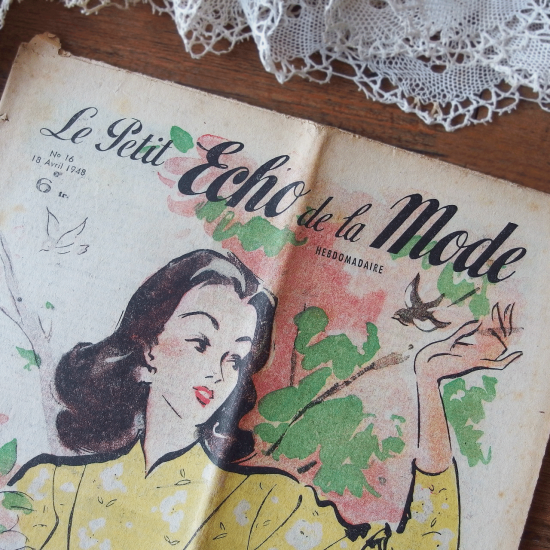 Le Petit Echo de la Mode
No 16
18 Avril 1948
6 fr.
HEBDOMADAIRE